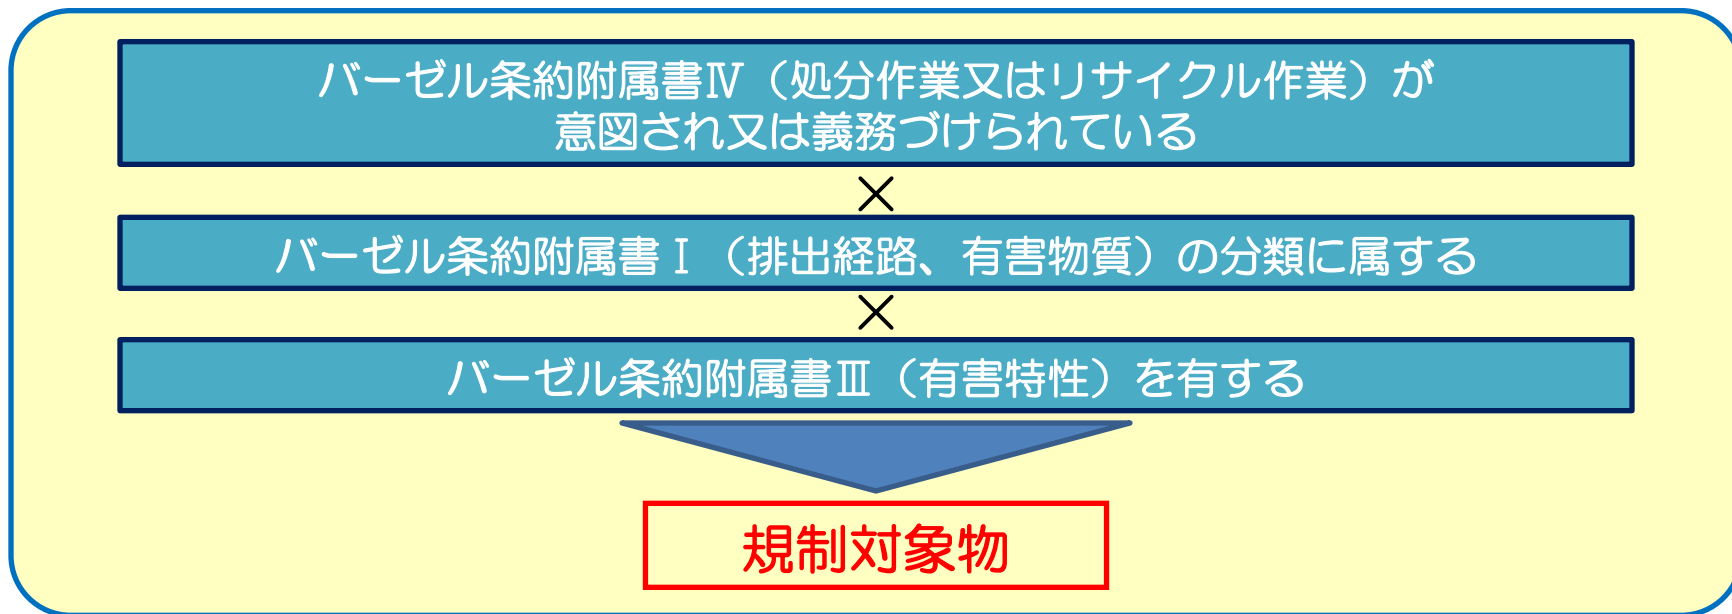 バーゼル条約附属書Ⅳ（処分作業又はリサイクル作業）が
意図され又は義務づけられている
×
バーゼル条約附属書Ⅰ（排出経路、有害物質）の分類に属する
×
バーゼル条約附属書Ⅲ（有害特性）を有する
規制対象物